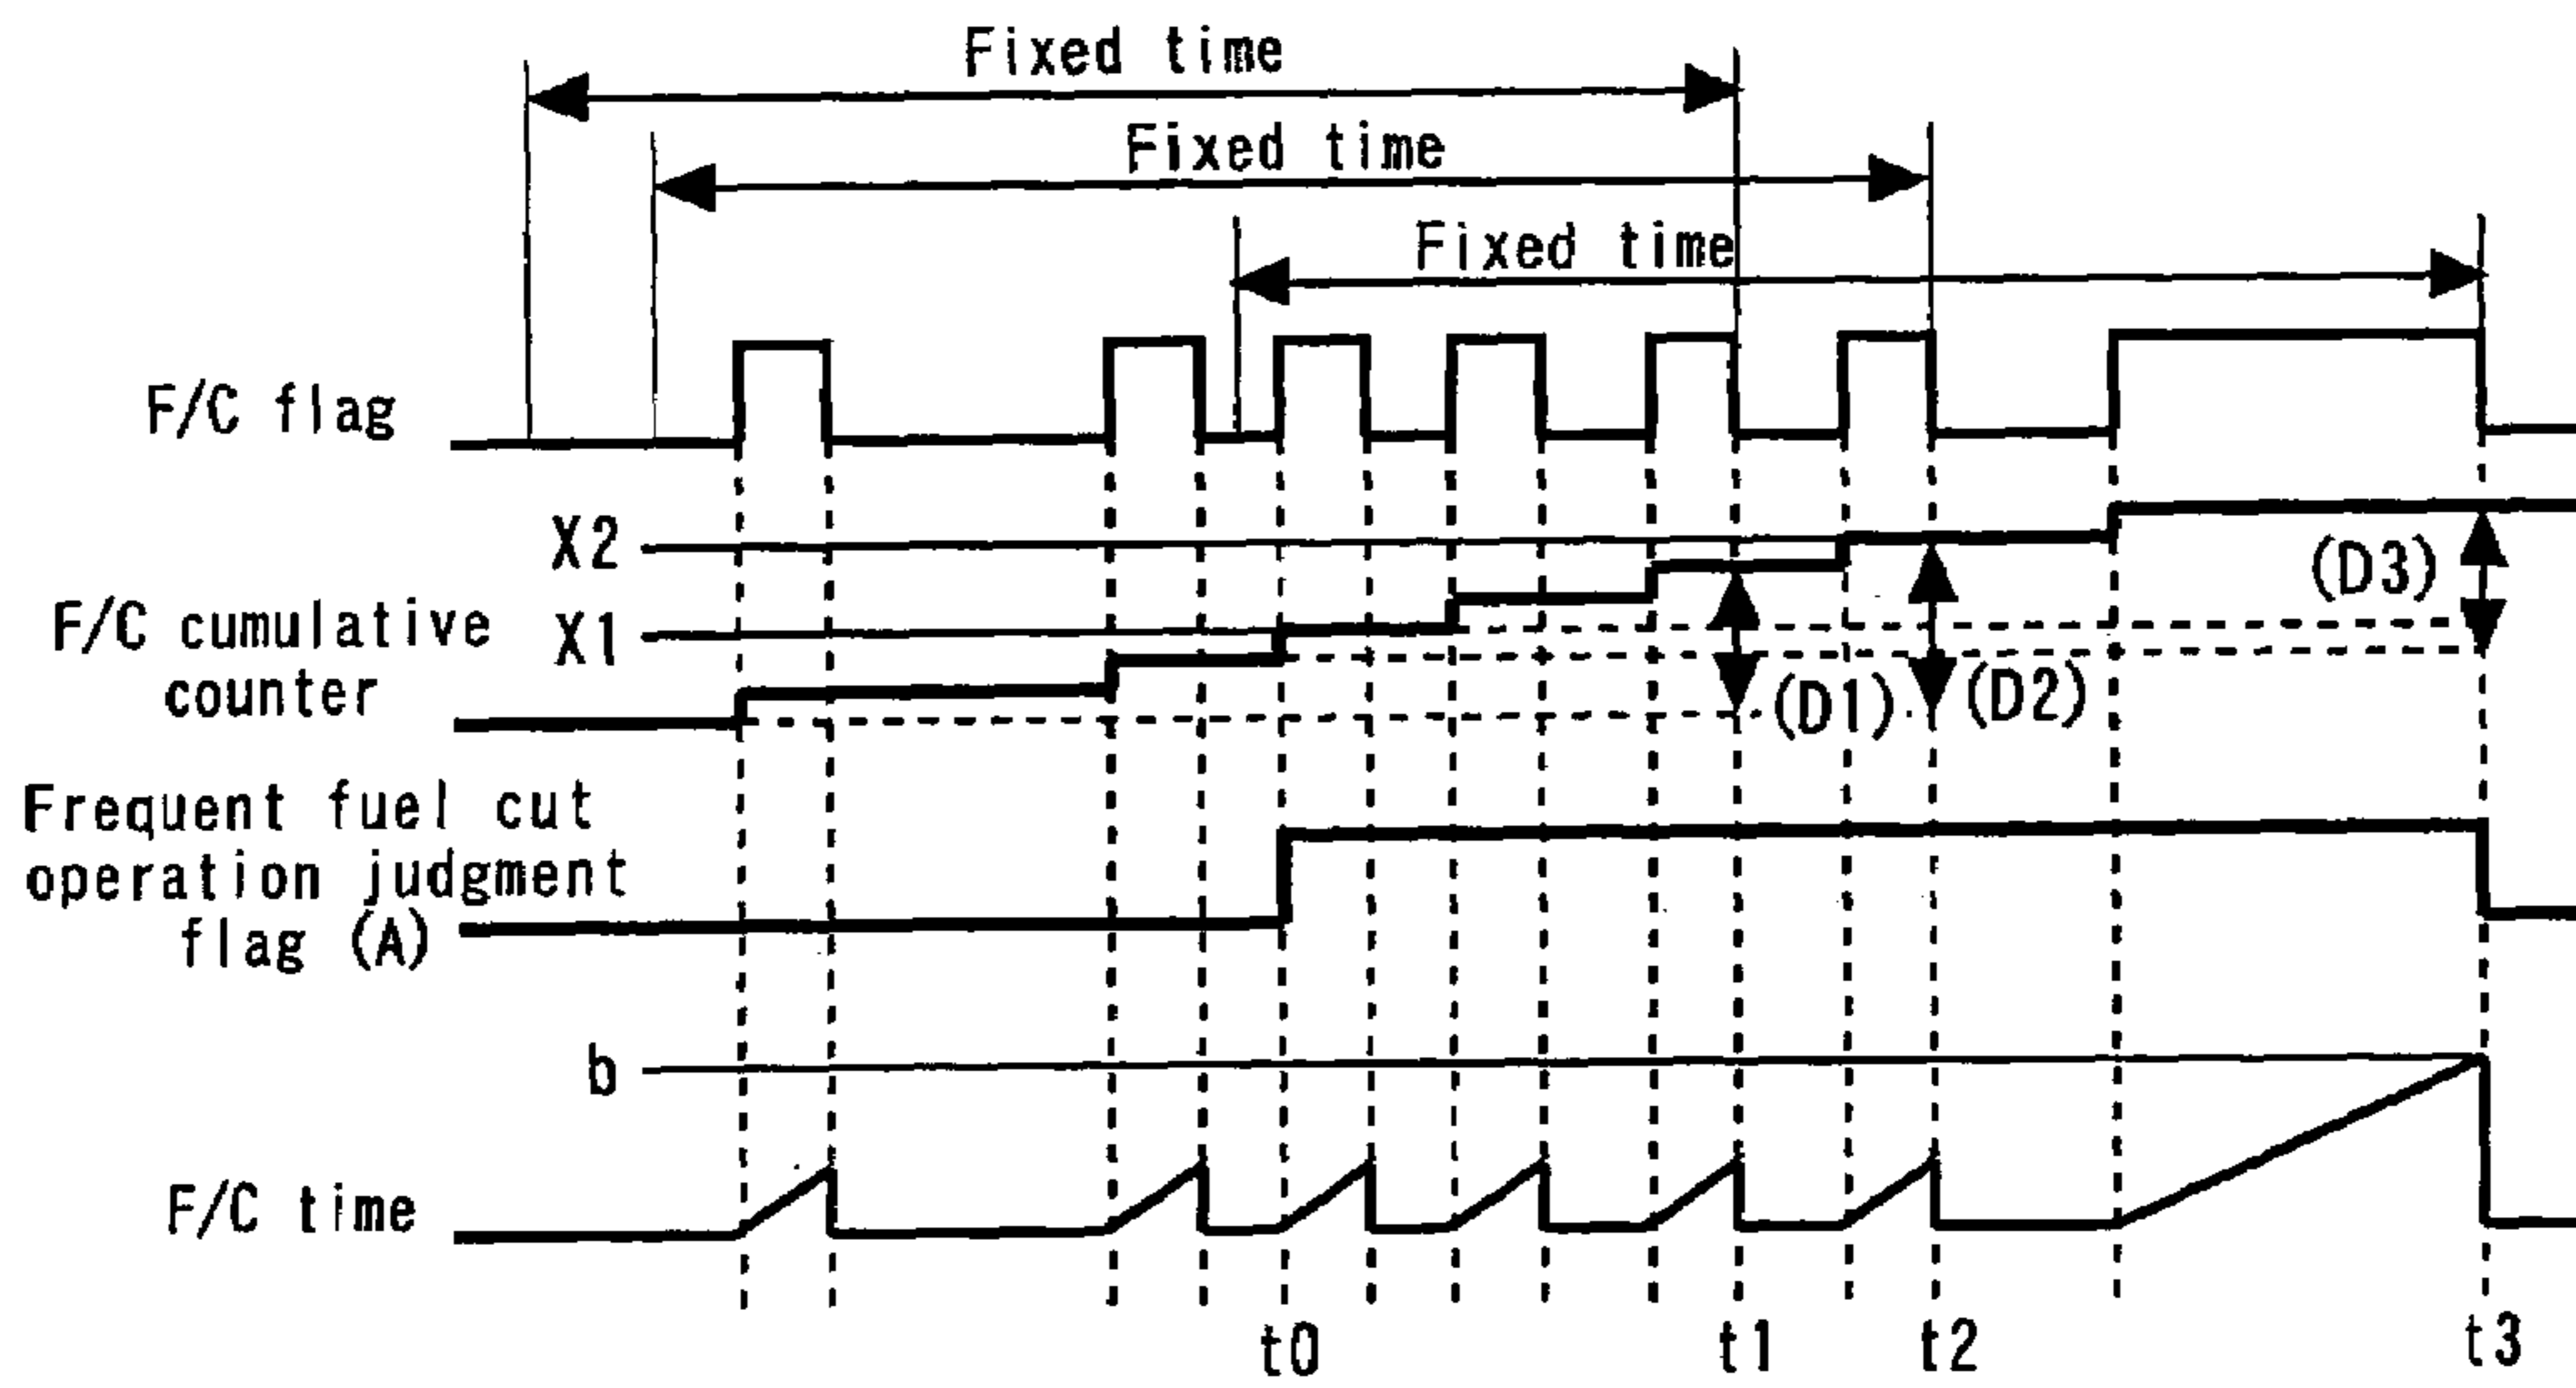 Fixed time
Fixed time
Fixed time
F/C flag
X2
(D3)
F/C cumulative
counter
X1
(D1)
(D2)
Frequent fuel cut
operation judgment
flag (A)
b
F/C time
t0
t1
t2
t3